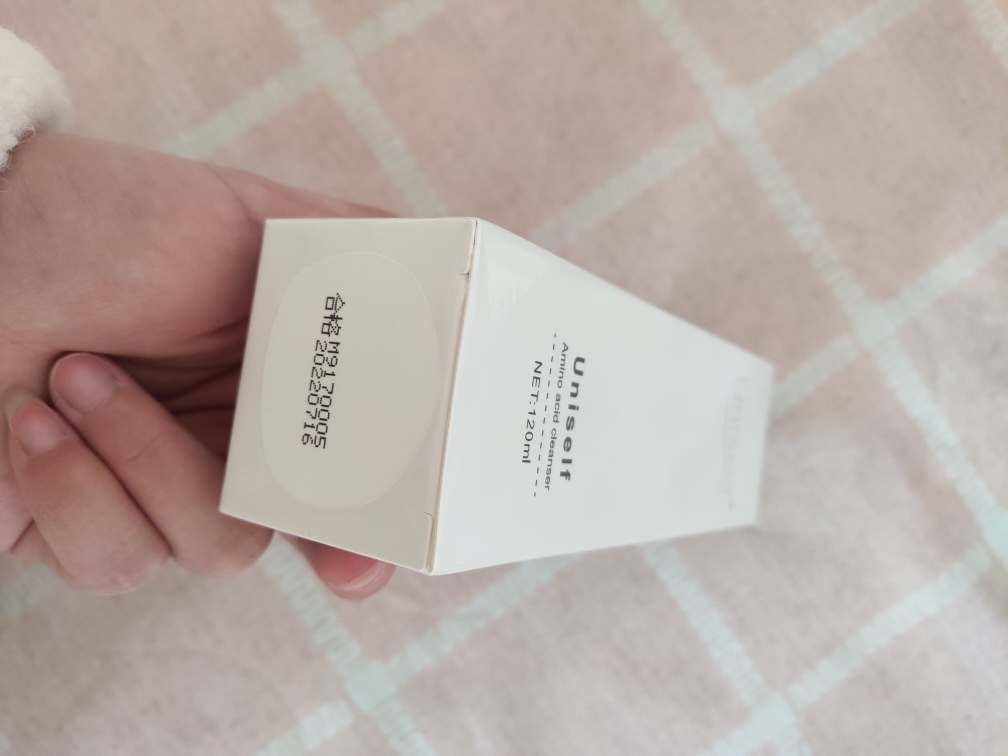 合格 M9170005
20220716
Uniself
Amino acid cleanser
NET:120ml